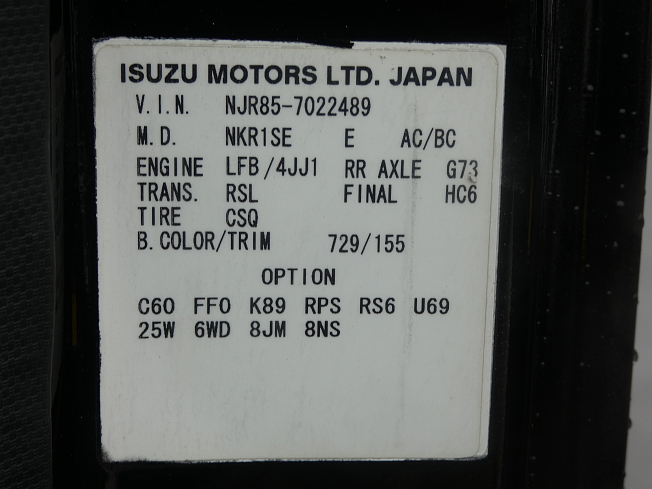 ISUZU MOTORS LTD. JAPAN
V.I.N. NJR85-7022489
M.D. NKR1SE E AC/BC
ENGINE LFB/4JJ1 RR AXLE G73
TRANS. RSL FINAL HC6
TIRE CSQ
B.COLOR/TRIM 729/155
OPTION
C60 FF0 K89 RPS RS6 U69
25W 6WD 8JM 8NS